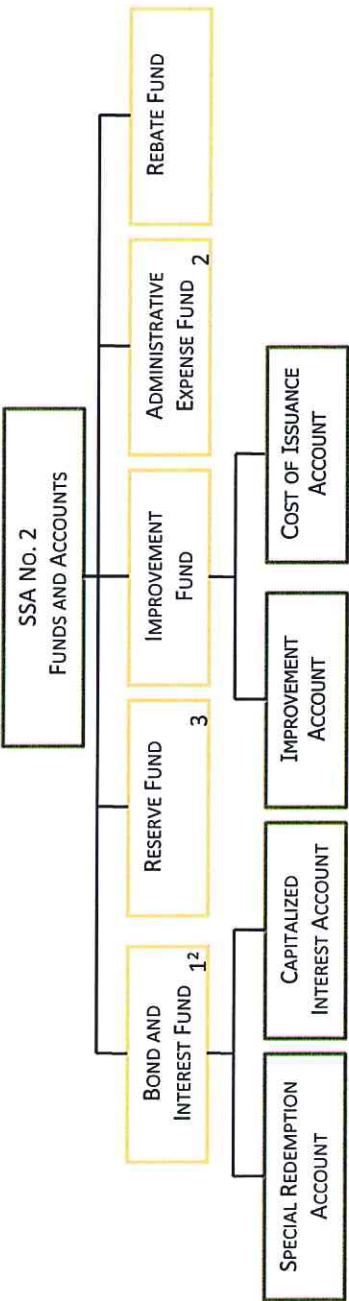 SSA No. 2
FUNDS AND ACCOUNTS
BOND AND
INTEREST FUND
1²
RESERVE FUND
3
IMPROVEMENT
FUND
ADMINISTRATIVE
EXPENSE FUND
2
REBATE FUND
SPECIAL REDEMPTION
ACCOUNT
CAPITALIZED
INTEREST ACCOUNT
IMPROVEMENT
ACCOUNT
COST OF ISSUANCE
ACCOUNT